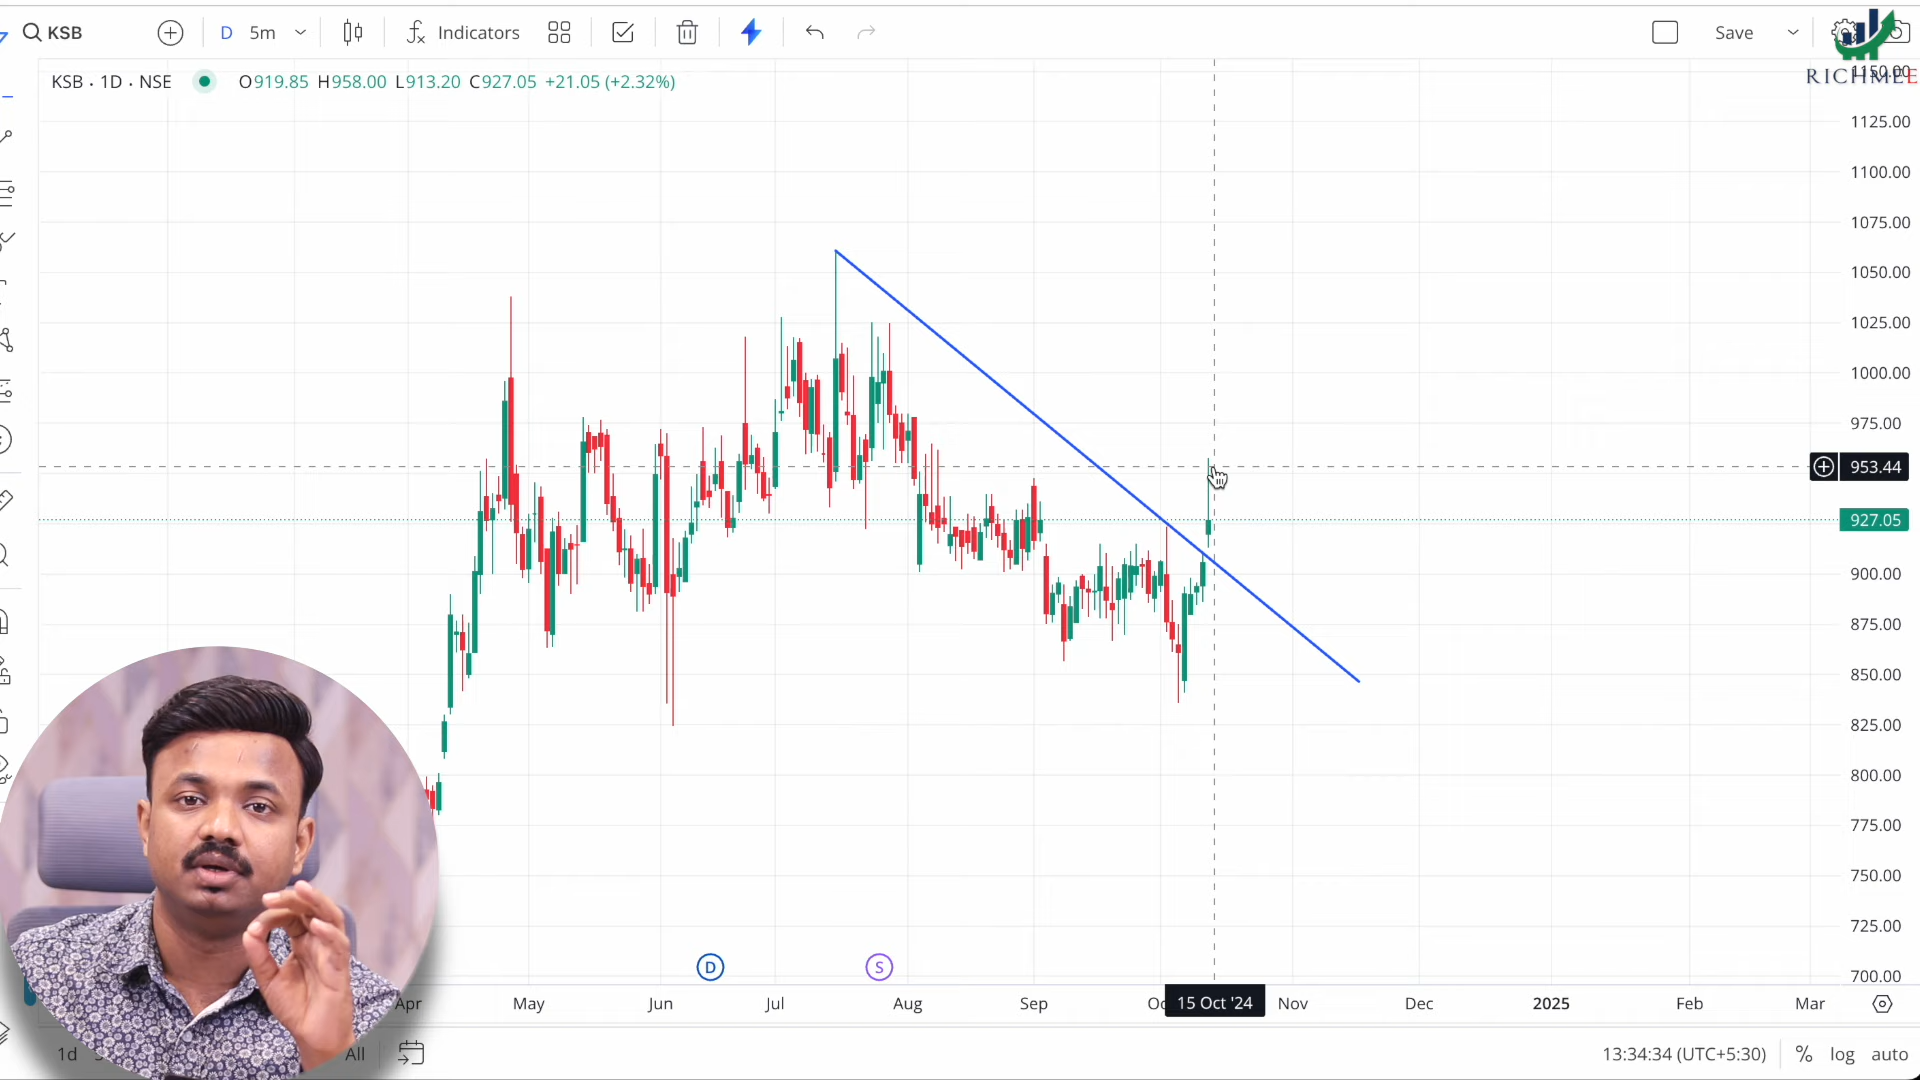 KSB
D 5m
Indicators
Save
KSB · 1D · NSE O919.85 H958.00 L913.20 C927.05 +21.05 (+2.32%)
RICHMEE
1125.00
1100.00
1075.00
1050.00
1025.00
1000.00
975.00
953.44
927.05
900.00
875.00
850.00
825.00
800.00
775.00
750.00
725.00
700.00
D
S
Apr May Jun Jul Aug Sep 15 Oct '24 Nov Dec 2025 Feb Mar
1d All 13:34:34 (UTC+5:30) % log auto